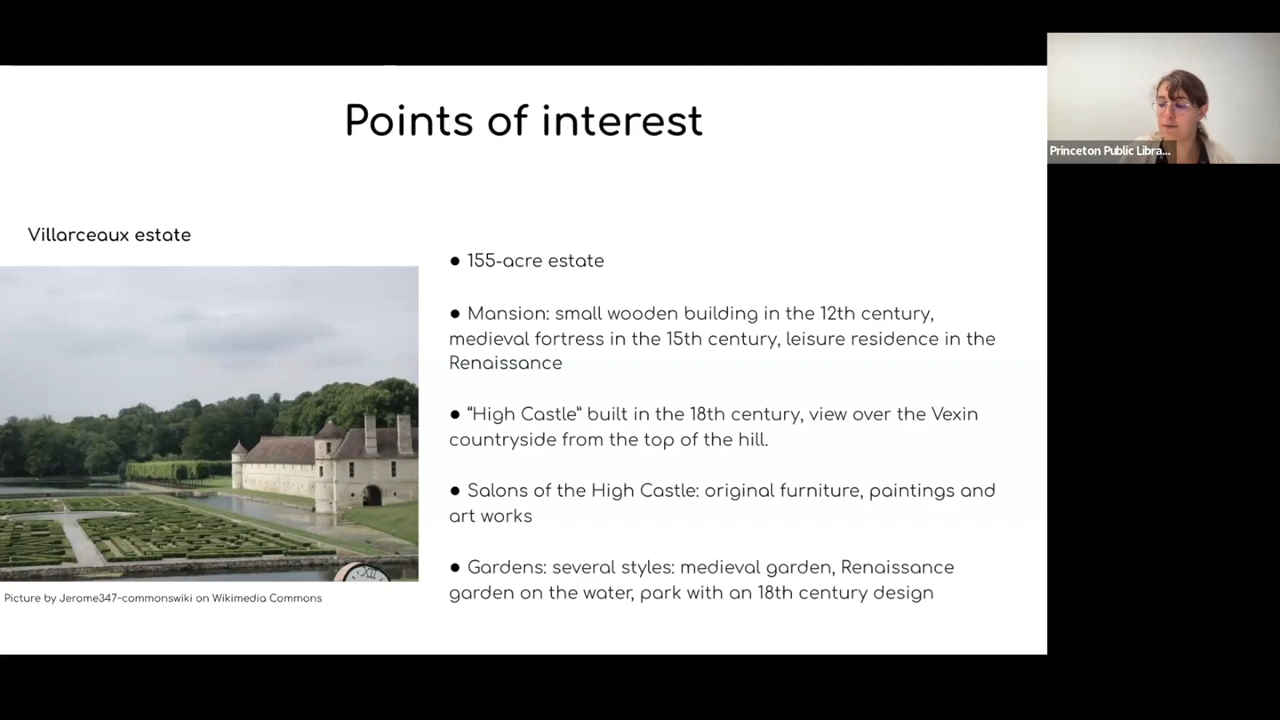 Points of interest
Princeton Public Libra...
Villarceaux estate
● 155-acre estate
● Mansion: small wooden building in the 12th century,
medieval fortress in the 15th century, leisure residence in the
Renaissance
● “High Castle” built in the 18th century, view over the Vexin
countryside from the top of the hill.
● Salons of the High Castle: original furniture, paintings and
art works
● Gardens: several styles: medieval garden, Renaissance
garden on the water, park with an 18th century design
XII
Picture by Jerome347~commonswiki on Wikimedia Commons